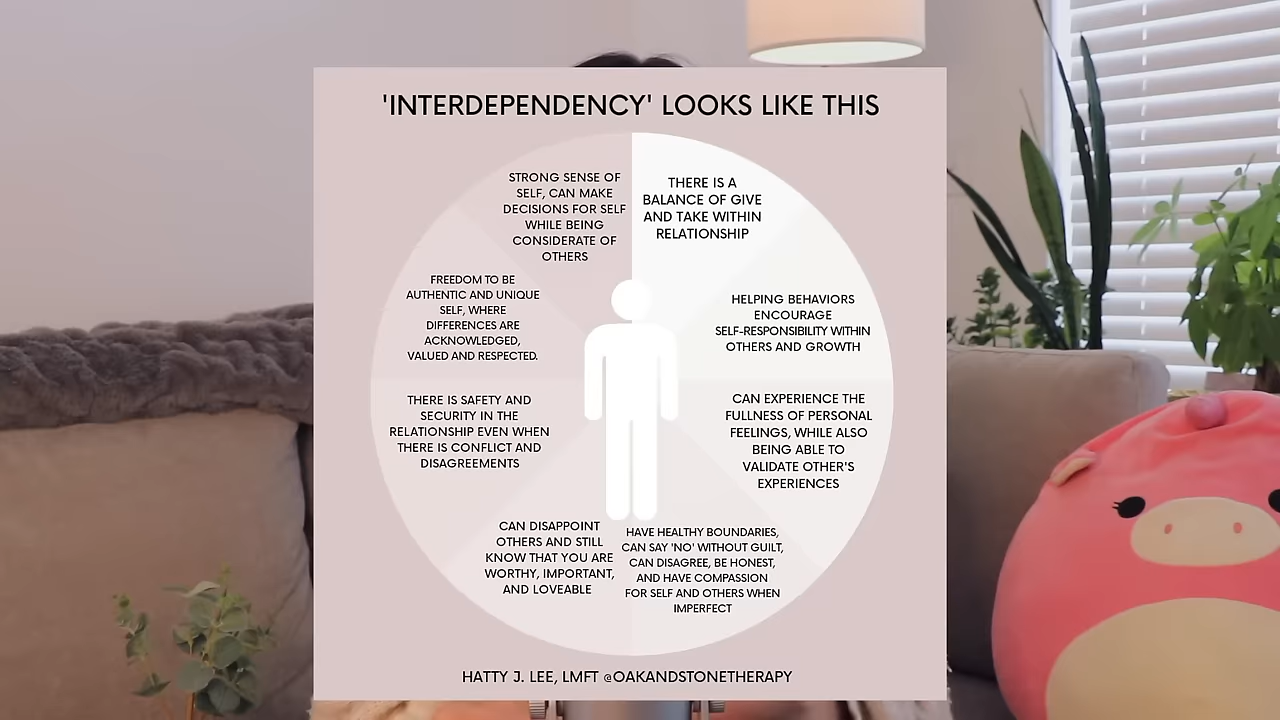 'INTERDEPENDENCY' LOOKS LIKE THIS
STRONG SENSE OF
SELF, CAN MAKE
DECISIONS FOR SELF
WHILE BEING
CONSIDERATE OF
OTHERS
THERE IS A
BALANCE OF GIVE
AND TAKE WITHIN
RELATIONSHIP
FREEDOM TO BE
AUTHENTIC AND UNIQUE
SELF, WHERE
DIFFERENCES ARE
ACKNOWLEDGED,
VALUED AND RESPECTED.
HELPING BEHAVIORS
ENCOURAGE
SELF-RESPONSIBILITY WITHIN
OTHERS AND GROWTH
THERE IS SAFETY AND
SECURITY IN THE
RELATIONSHIP EVEN WHEN
THERE IS CONFLICT AND
DISAGREEMENTS
CAN EXPERIENCE THE
FULLNESS OF PERSONAL
FEELINGS, WHILE ALSO
BEING ABLE TO
VALIDATE OTHER'S
EXPERIENCES
CAN DISAPPOINT
OTHERS AND STILL
KNOW THAT YOU ARE
WORTHY, IMPORTANT,
AND LOVEABLE
HAVE HEALTHY BOUNDARIES,
CAN SAY 'NO' WITHOUT GUILT,
CAN DISAGREE, BE HONEST,
AND HAVE COMPASSION
FOR SELF AND OTHERS WHEN
IMPERFECT
HATTY J. LEE, LMFT @OAKANDSTONETHERAPY